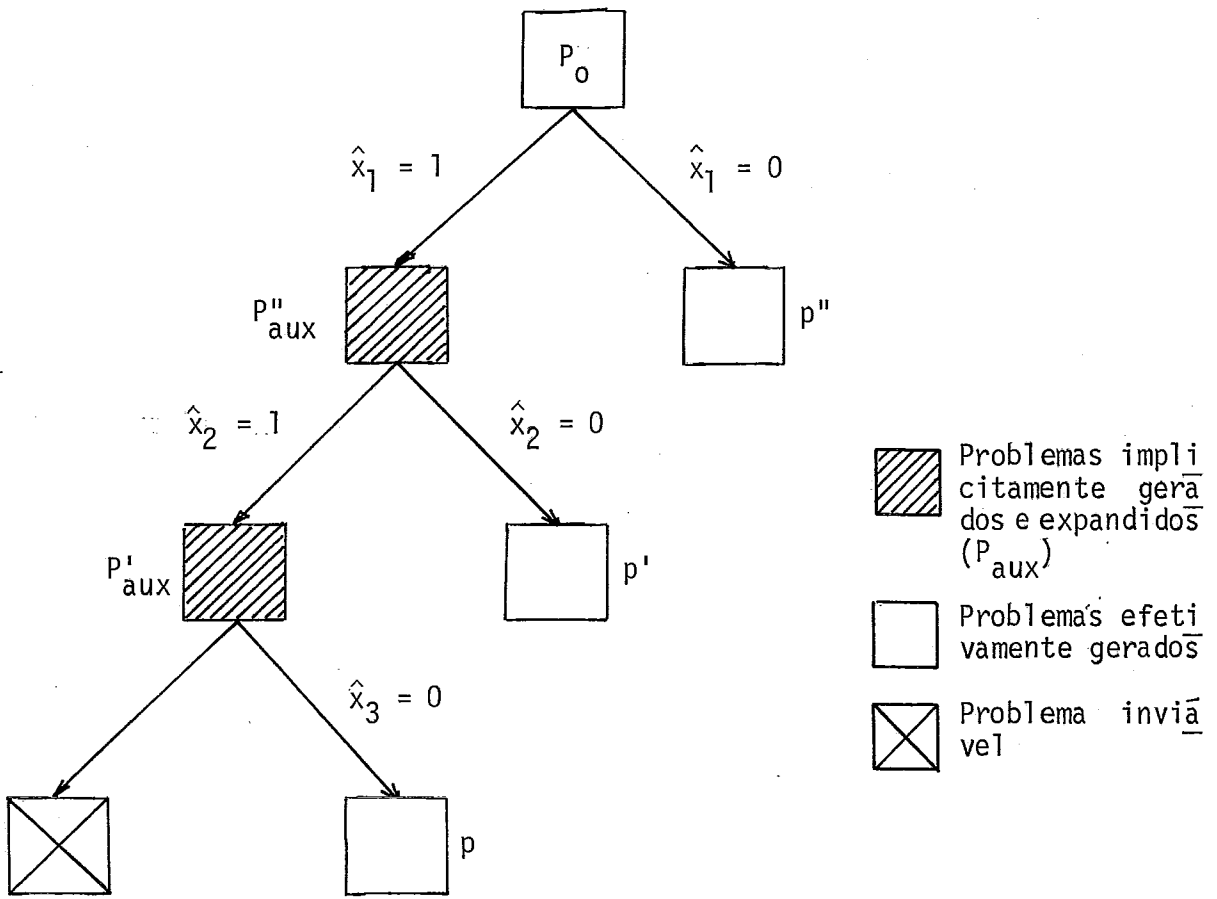 P_o
x̂_1 = 1
x̂_1 = 0
P"_aux
p"
x̂_2 = 1
x̂_2 = 0
P'_aux
p'
x̂_3 = 0
p
Problemas impli
citamente gera
dos e expandidos
(P_aux)
Problemas efeti
vamente gerados
Problema inviá
vel